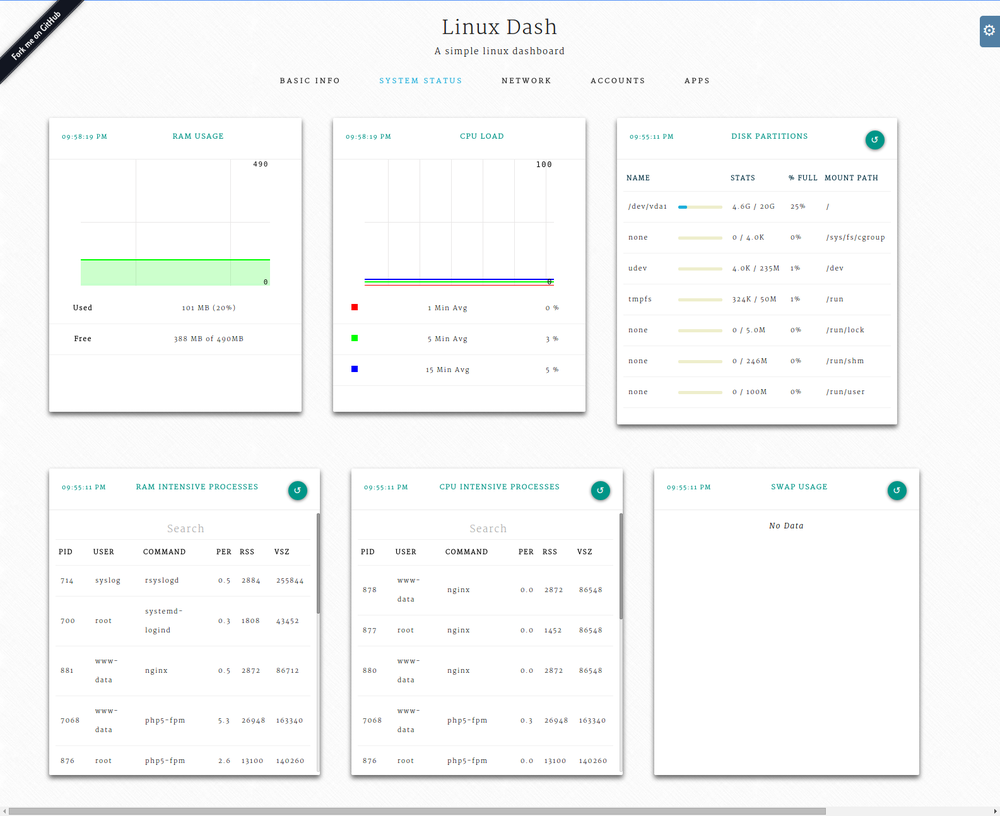 Fork me on GitHub
Linux Dash
A simple linux dashboard
BASIC INFO SYSTEM STATUS NETWORK ACCOUNTS APPS
09:58:19 PM RAM USAGE
490
0
Used 101 MB (20%)
Free 388 MB of 490MB
09:58:19 PM CPU LOAD
100
0
1 Min Avg 0 %
5 Min Avg 3 %
15 Min Avg 5 %
09:55:11 PM DISK PARTITIONS
NAME STATS % FULL MOUNT PATH
/dev/vda1 4.6G / 20G 25% /
none 0 / 4.0K 0% /sys/fs/cgroup
udev 4.0K / 235M 1% /dev
tmpfs 324K / 50M 1% /run
none 0 / 5.0M 0% /run/lock
none 0 / 246M 0% /run/shm
none 0 / 100M 0% /run/user
09:55:11 PM RAM INTENSIVE PROCESSES
Search
PID USER COMMAND PER RSS VSZ
714 syslog rsyslogd 0.5 2884 255844
700 root systemd-
logind 0.3 1808 43452
881 www-
data nginx 0.5 2872 86712
7068 www-
data php5-fpm 5.3 26948 163340
876 root php5-fpm 2.6 13100 140260
09:55:11 PM CPU INTENSIVE PROCESSES
Search
PID USER COMMAND PER RSS VSZ
878 www-
data nginx 0.0 2872 86548
877 root nginx 0.0 1452 86548
880 www-
data nginx 0.0 2872 86548
7068 www-
data php5-fpm 0.3 26948 163340
876 root php5-fpm 0.0 13100 140260
09:55:11 PM SWAP USAGE
No Data